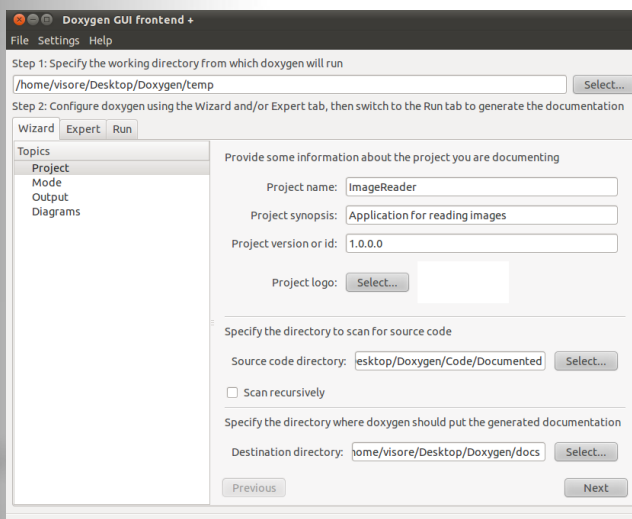 Doxygen GUI frontend +
File Settings Help
Step 1: Specify the working directory from which doxygen will run
/home/visore/Desktop/Doxygen/temp Select...
Step 2: Configure doxygen using the Wizard and/or Expert tab, then switch to the Run tab to generate the documentation
Wizard Expert Run
Topics
Project
Mode
Output
Diagrams
Provide some information about the project you are documenting
Project name: ImageReader
Project synopsis: Application for reading images
Project version or id: 1.0.0.0
Project logo: Select...
Specify the directory to scan for source code
Source code directory: esktop/Doxygen/Code/Documented Select...
Scan recursively
Specify the directory where doxygen should put the generated documentation
Destination directory: home/visore/Desktop/Doxygen/docs Select...
Previous Next